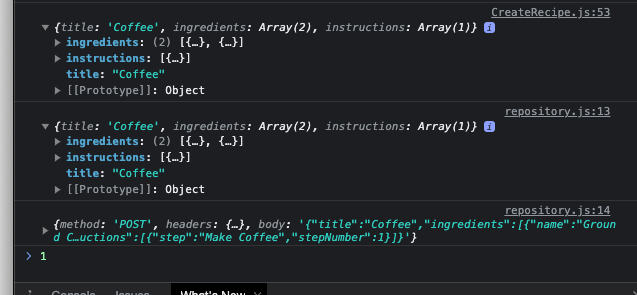 CreateRecipe.js:53
{title: 'Coffee', ingredients: Array(2), instructions: Array(1)} i
ingredients: (2) [{…}, {…}]
instructions: [{…}]
title: "Coffee"
[[Prototype]]: Object
repository.js:13
{title: 'Coffee', ingredients: Array(2), instructions: Array(1)} i
ingredients: (2) [{…}, {…}]
instructions: [{…}]
title: "Coffee"
[[Prototype]]: Object
repository.js:14
{method: 'POST', headers: {…}, body: '{"title":"Coffee","ingredients":[{"name":"Groun
d C…uctions":[{"step":"Make Coffee","stepNumber":1}]}'}
> 1
Console Issues What's New